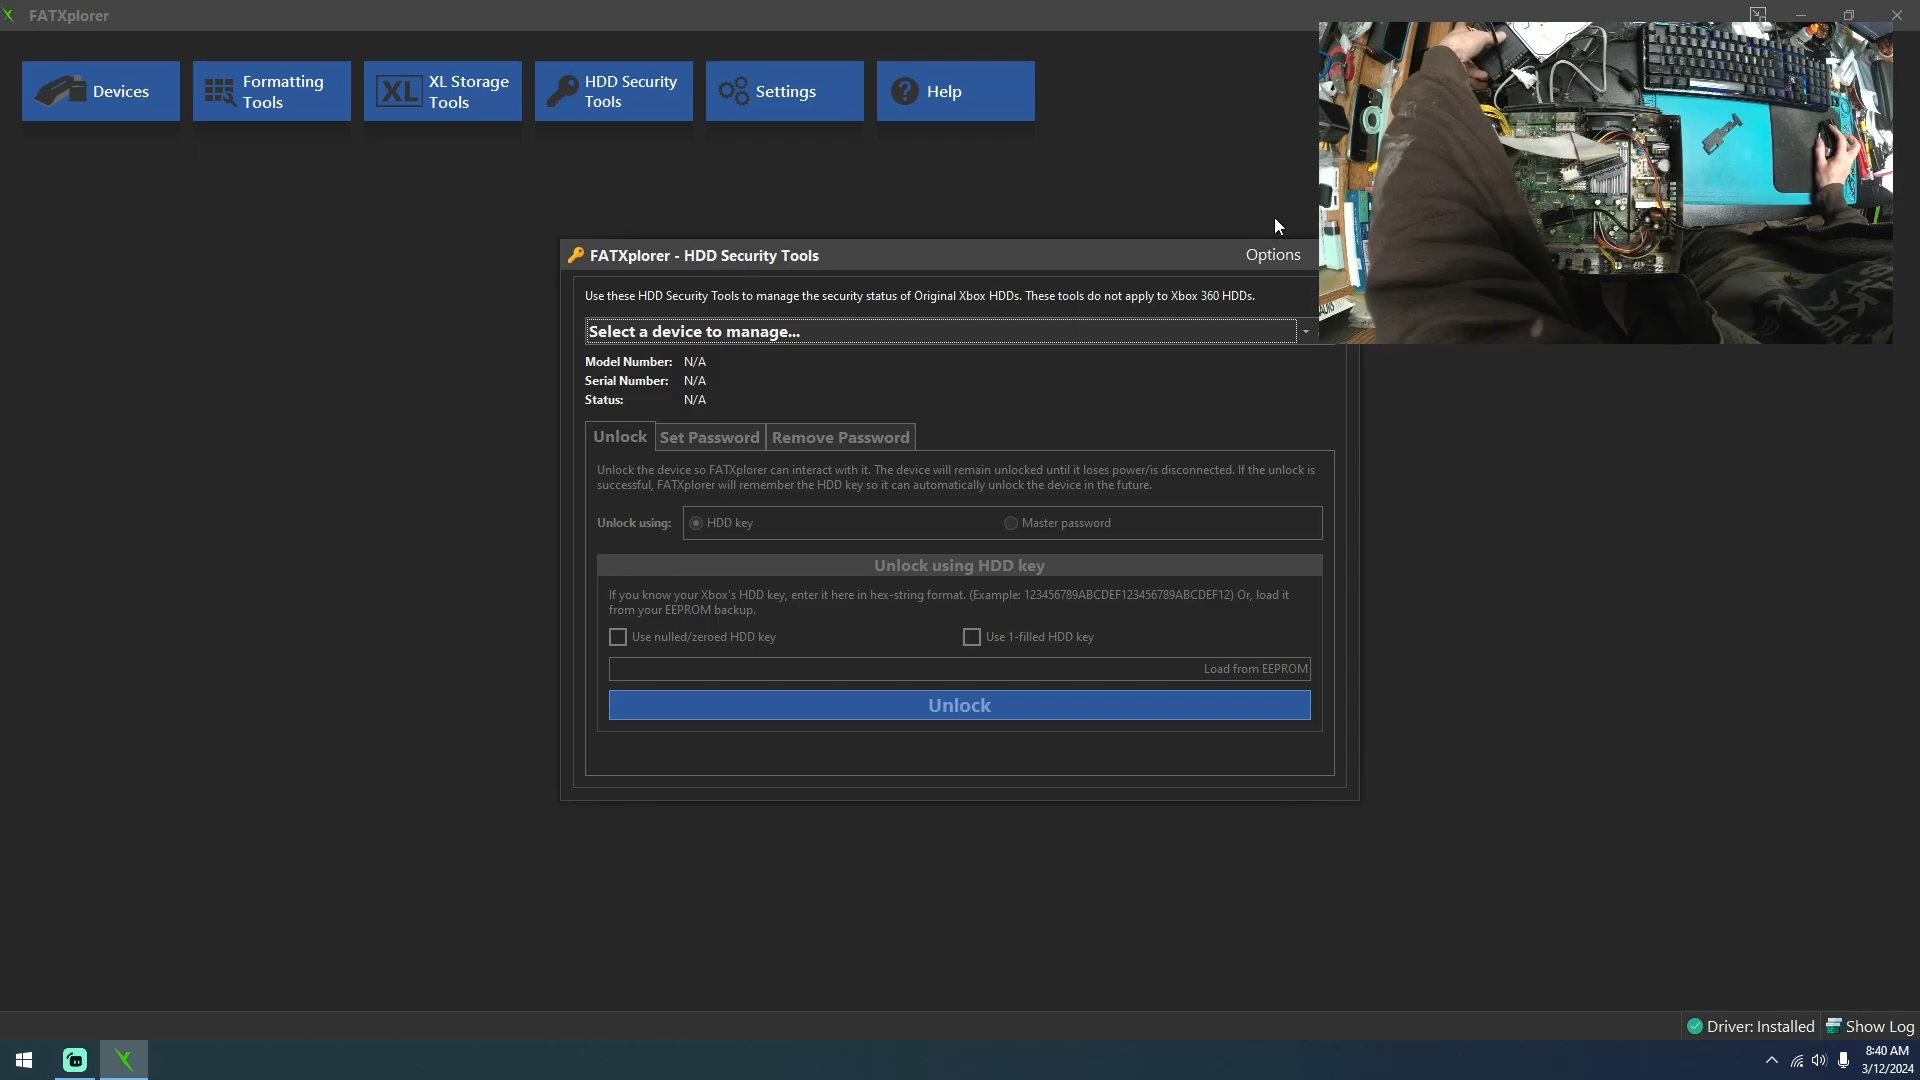 FATXplorer
Devices
Formatting
Tools
XL
XL Storage
Tools
HDD Security
Tools
Settings
Help
FATXplorer - HDD Security Tools
Options
Use these HDD Security Tools to manage the security status of Original Xbox HDDs. These tools do not apply to Xbox 360 HDDs.
Select a device to manage...
Model Number: N/A
Serial Number: N/A
Status: N/A
Unlock Set Password Remove Password
Unlock the device so FATXplorer can interact with it. The device will remain unlocked until it loses power/is disconnected. If the unlock is
successful, FATXplorer will remember the HDD key so it can automatically unlock the device in the future.
Unlock using: HDD key Master password
Unlock using HDD key
If you know your Xbox's HDD key, enter it here in hex-string format. (Example: 123456789ABCDEF123456789ABCDEF12) Or, load it
from your EEPROM backup.
Use nulled/zeroed HDD key Use 1-filled HDD key
Load from EEPROM
Unlock
Driver: Installed Show Log
8:40 AM
3/12/2024